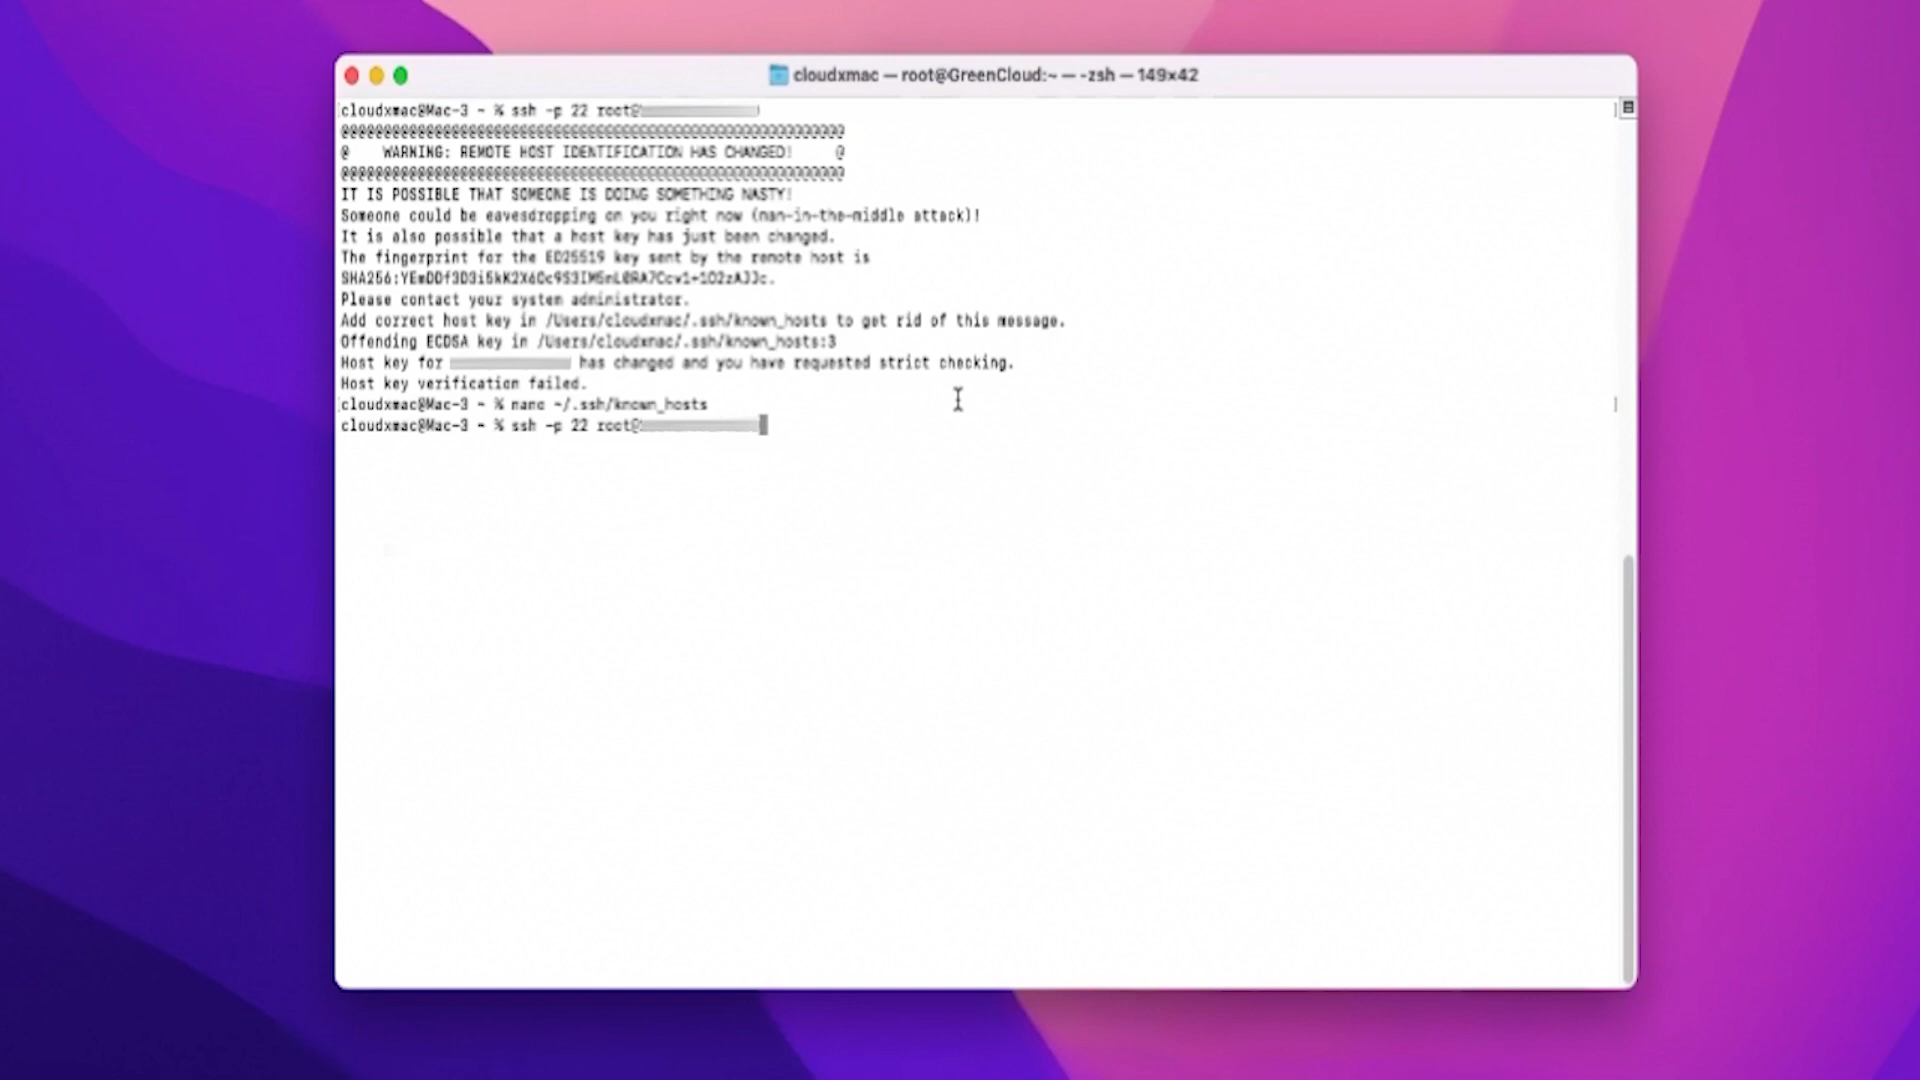 cloudxmac — root@GreenCloud:~ — -zsh — 149×42
cloudxmac@Mac-3 ~ % ssh -p 22 root@
@@@@@@@@@@@@@@@@@@@@@@@@@@@@@@@@@@@@@@@@@@@@@@@@@@@@@@@@@@@
@    WARNING: REMOTE HOST IDENTIFICATION HAS CHANGED!     @
@@@@@@@@@@@@@@@@@@@@@@@@@@@@@@@@@@@@@@@@@@@@@@@@@@@@@@@@@@@
IT IS POSSIBLE THAT SOMEONE IS DOING SOMETHING NASTY!
Someone could be eavesdropping on you right now (man-in-the-middle attack)!
It is also possible that a host key has just been changed.
The fingerprint for the ED25519 key sent by the remote host is
Please contact your system administrator.
Add correct host key in /Users/cloudxmac/.ssh/known_hosts to get rid of this message.
Offending ECDSA key in /Users/cloudxmac/.ssh/known_hosts:3
Host key for has changed and you have requested strict checking.
Host key verification failed.
cloudxmac@Mac-3 ~ % nano ~/.ssh/known_hosts
cloudxmac@Mac-3 ~ % ssh -p 22 root@